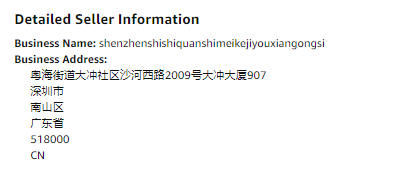 Detailed Seller Information
Business Name: shenzhenshishiquanshimeikejiyouxiangongsi
Business Address:
粤海街道大冲社区沙河西路2009号大冲大厦907
深圳市
南山区
广东省
518000
CN